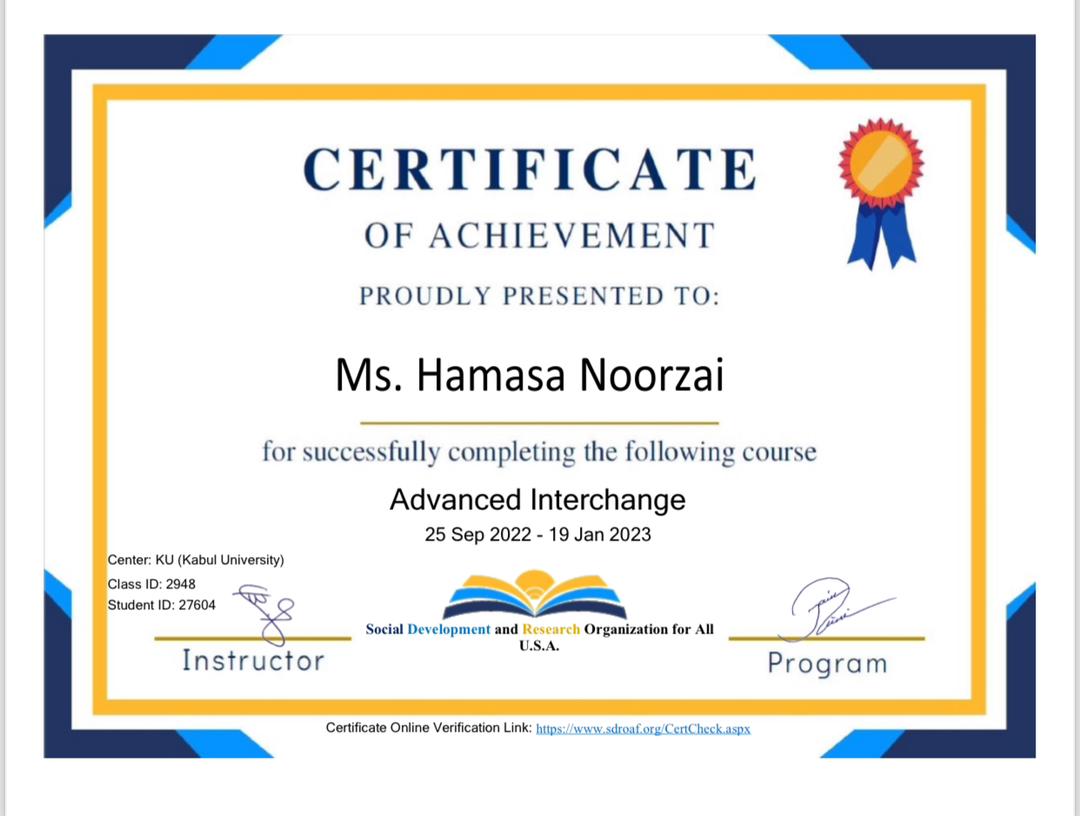 CERTIFICATE
OF ACHIEVEMENT
PROUDLY PRESENTED TO:
Ms. Hamasa Noorzai
for successfully completing the following course
Advanced Interchange
25 Sep 2022 - 19 Jan 2023
Center: KU (Kabul University)
Class ID: 2948
Student ID: 27604
Social Development and Research Organization for All
U.S.A.
Instructor
Program
Certificate Online Verification Link: https://www.sdroaf.org/CertCheck.aspx